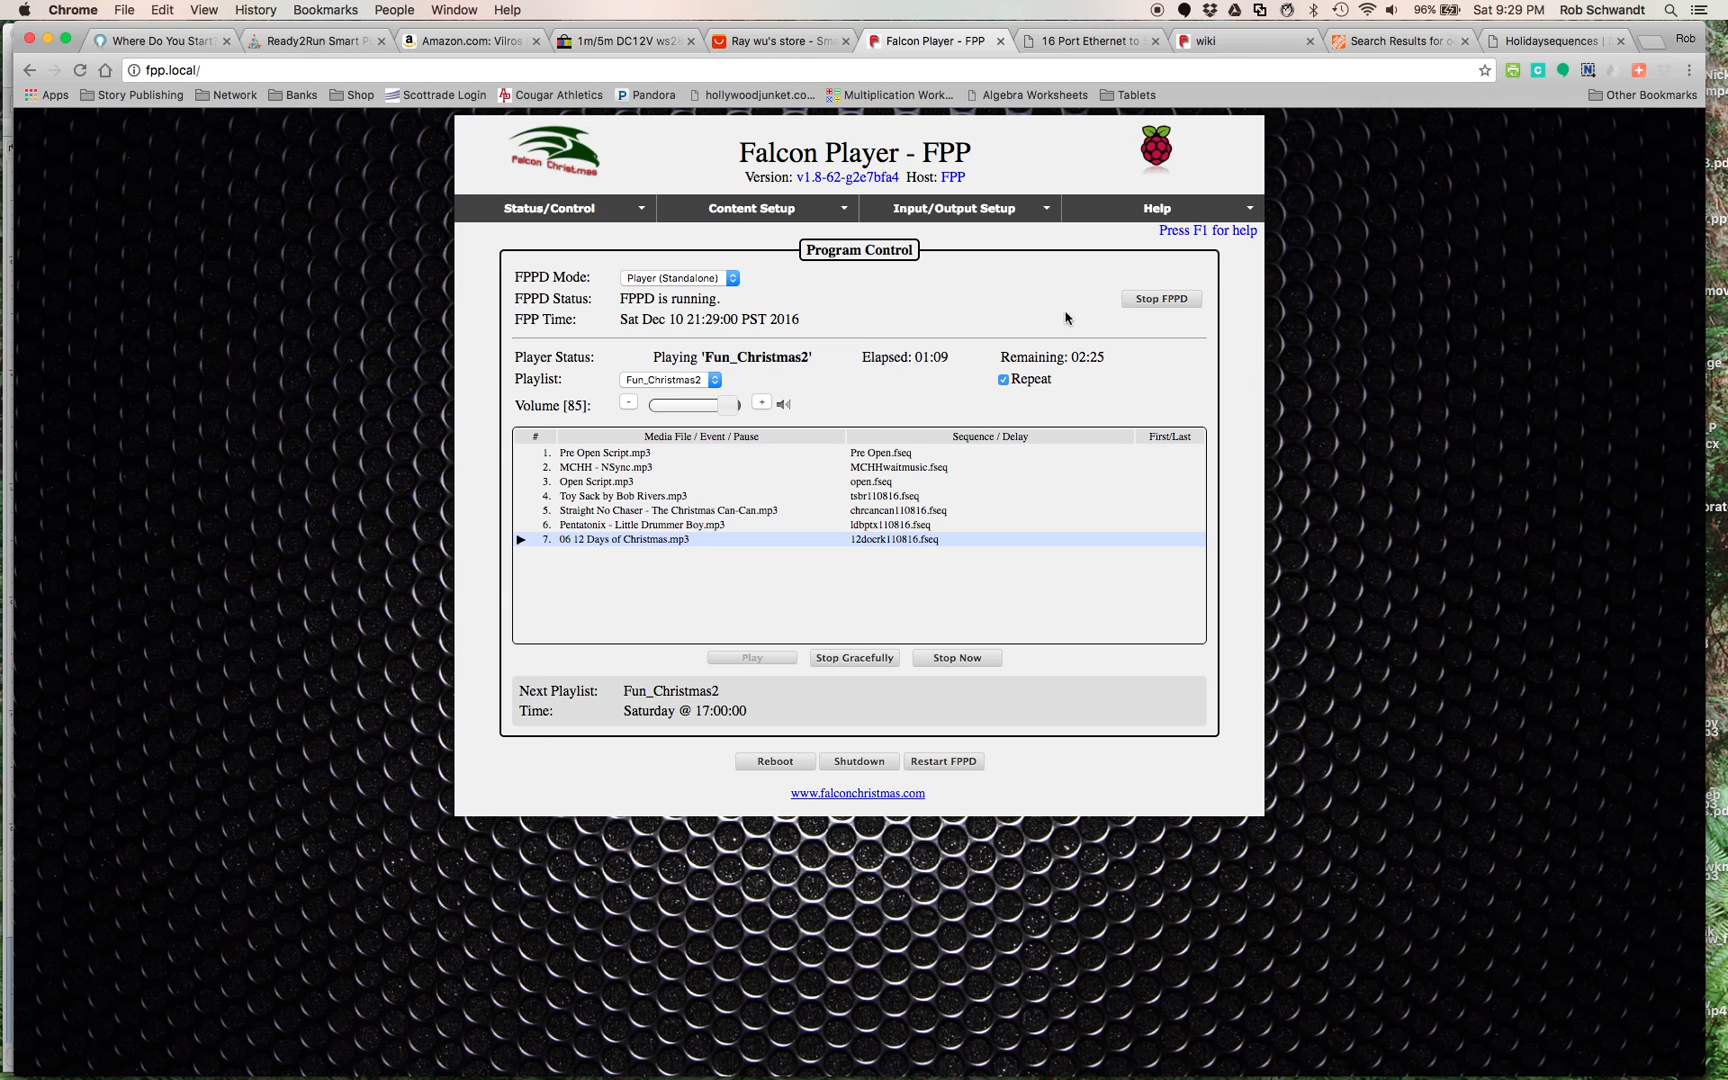 Chrome File Edit View History Bookmarks People Window Help 96% Sat 9:29 PM Rob Schwandt
Where Do You Start Ready2Run Smart Pi Amazon.com: Vilros 1m/5m DC12V ws28 Ray wu's store - Sma Falcon Player - FPP 16 Port Ethernet to wiki Search Results for Holidaysequences | Rob
fpp.local/
Apps Story Publishing Network Banks Shop Scottrade Login Cougar Athletics Pandora hollywoodjunket.co... Multiplication Work... Algebra Worksheets Tablets Other Bookmarks
Falcon Christmas
Falcon Player - FPP
Version: v1.8-62-g2e7bfa4 Host: FPP
Status/Control Content Setup Input/Output Setup Help
Press F1 for help
Program Control
FPPD Mode: Player (Standalone)
FPPD Status: FPPD is running. Stop FPPD
FPP Time: Sat Dec 10 21:29:00 PST 2016
Player Status: Playing 'Fun_Christmas2' Elapsed: 01:09 Remaining: 02:25
Playlist: Fun_Christmas2 Repeat
Volume [85]: - +
# Media File / Event / Pause Sequence / Delay First/Last
1. Pre Open Script.mp3 Pre Open.fseq
2. MCHH - NSync.mp3 MCHHwaitmusic.fseq
3. Open Script.mp3 open.fseq
4. Toy Sack by Bob Rivers.mp3 tsbr110816.fseq
5. Straight No Chaser - The Christmas Can-Can.mp3 chrcancan110816.fseq
6. Pentatonix - Little Drummer Boy.mp3 ldbptx110816.fseq
7. 06 12 Days of Christmas.mp3 12docrk110816.fseq
Play Stop Gracefully Stop Now
Next Playlist: Fun_Christmas2
Time: Saturday @ 17:00:00
Reboot Shutdown Restart FPPD
www.falconchristmas.com